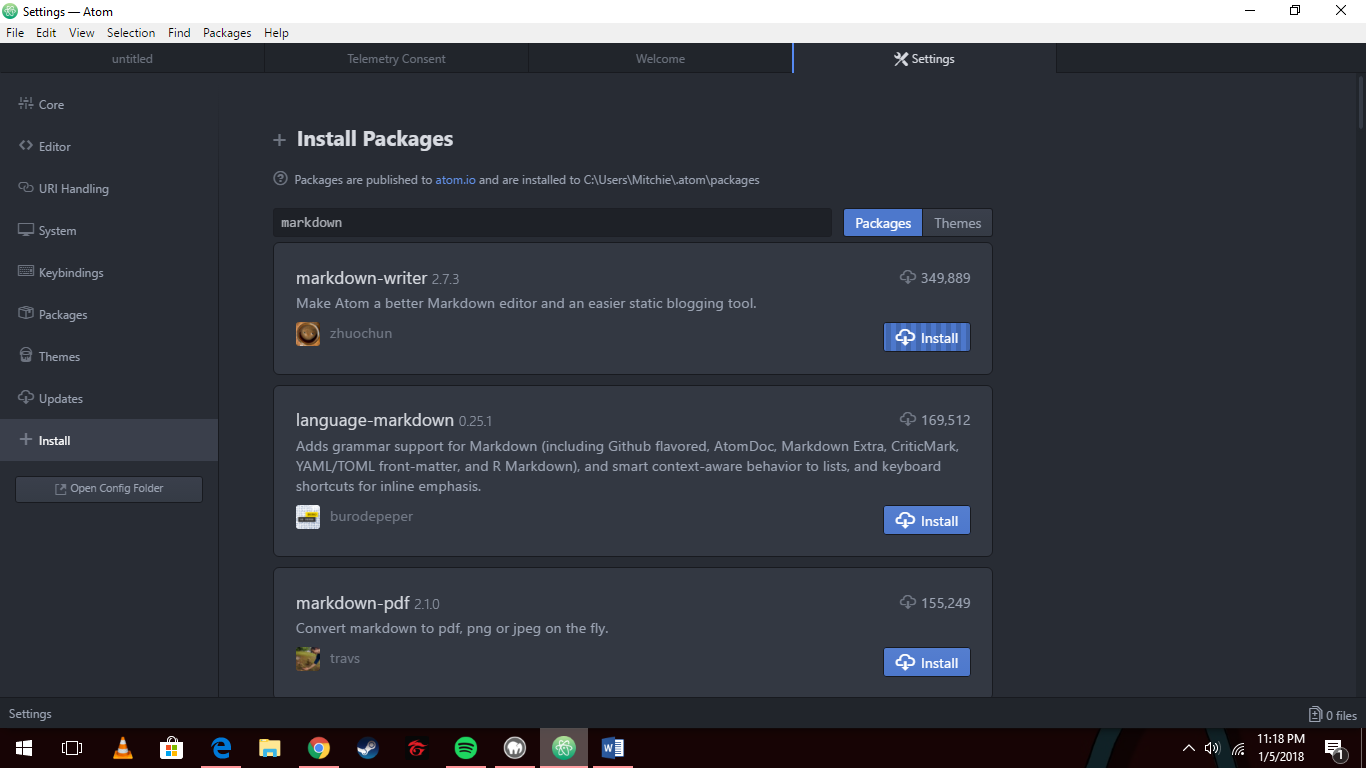 Settings — Atom
File Edit View Selection Find Packages Help
untitled Telemetry Consent Welcome Settings
Core
Editor
URI Handling
System
Keybindings
Packages
Themes
Updates
Install
Open Config Folder
Install Packages
Packages are published to atom.io and are installed to C:\Users\Mitchie\.atom\packages
markdown Packages Themes
markdown-writer 2.7.3 349,889
Make Atom a better Markdown editor and an easier static blogging tool.
zhuochun Install
language-markdown 0.25.1 169,512
Adds grammar support for Markdown (including Github flavored, AtomDoc, Markdown Extra, CriticMark,
YAML/TOML front-matter, and R Markdown), and smart context-aware behavior to lists, and keyboard
shortcuts for inline emphasis.
burodepeper Install
markdown-pdf 2.1.0 155,249
Convert markdown to pdf, png or jpeg on the fly.
travs Install
Settings 0 files
11:18 PM
1/5/2018
1